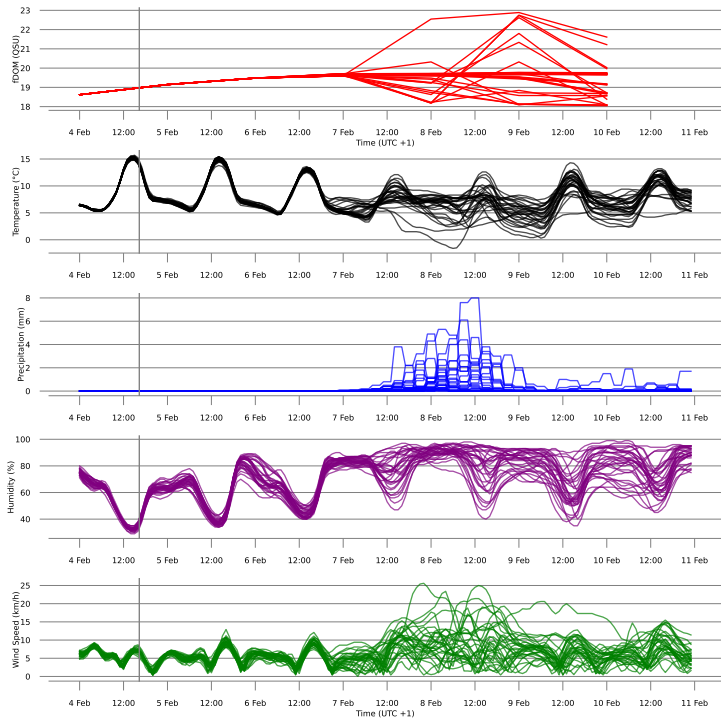 fDOM (QSU)
23
22
21
20
19
18
4 Feb 12:00 5 Feb 12:00 6 Feb 12:00 7 Feb 12:00 8 Feb 12:00 9 Feb 12:00 10 Feb 12:00 11 Feb
Time (UTC +1)
Temperature (°C)
15
10
5
0
4 Feb 12:00 5 Feb 12:00 6 Feb 12:00 7 Feb 12:00 8 Feb 12:00 9 Feb 12:00 10 Feb 12:00 11 Feb
Precipitation (mm)
8
6
4
2
0
4 Feb 12:00 5 Feb 12:00 6 Feb 12:00 7 Feb 12:00 8 Feb 12:00 9 Feb 12:00 10 Feb 12:00 11 Feb
Humidity (%)
100
80
60
40
4 Feb 12:00 5 Feb 12:00 6 Feb 12:00 7 Feb 12:00 8 Feb 12:00 9 Feb 12:00 10 Feb 12:00 11 Feb
Wind Speed (km/h)
25
20
15
10
5
0
4 Feb 12:00 5 Feb 12:00 6 Feb 12:00 7 Feb 12:00 8 Feb 12:00 9 Feb 12:00 10 Feb 12:00 11 Feb
Time (UTC +1)